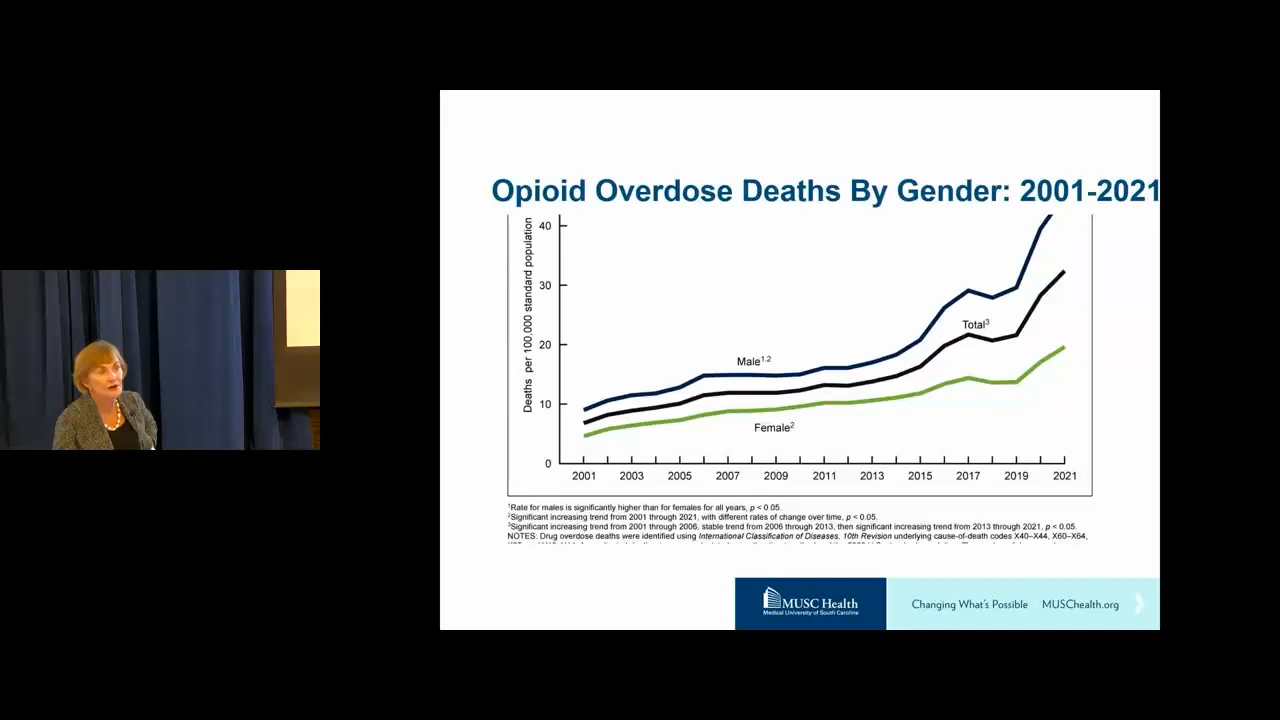 Opioid Overdose Deaths By Gender: 2001-2021
Deaths per 100,000 standard population
40
30
20
10
0
Male1,2
Total3
Female2
2001 2003 2005 2007 2009 2011 2013 2015 2017 2019 2021
1Rate for males is significantly higher than for females for all years, p < 0.05.
2Significant increasing trend from 2001 through 2021, with different rates of change over time, p < 0.05.
3Significant increasing trend from 2001 through 2006, stable trend from 2006 through 2013, then significant increasing trend from 2013 through 2021, p < 0.05.
NOTES: Drug overdose deaths were identified using International Classification of Diseases, 10th Revision underlying cause-of-death codes X40–X44, X60–X64,
MUSC Health
Medical University of South Carolina
Changing What's Possible MUSChealth.org